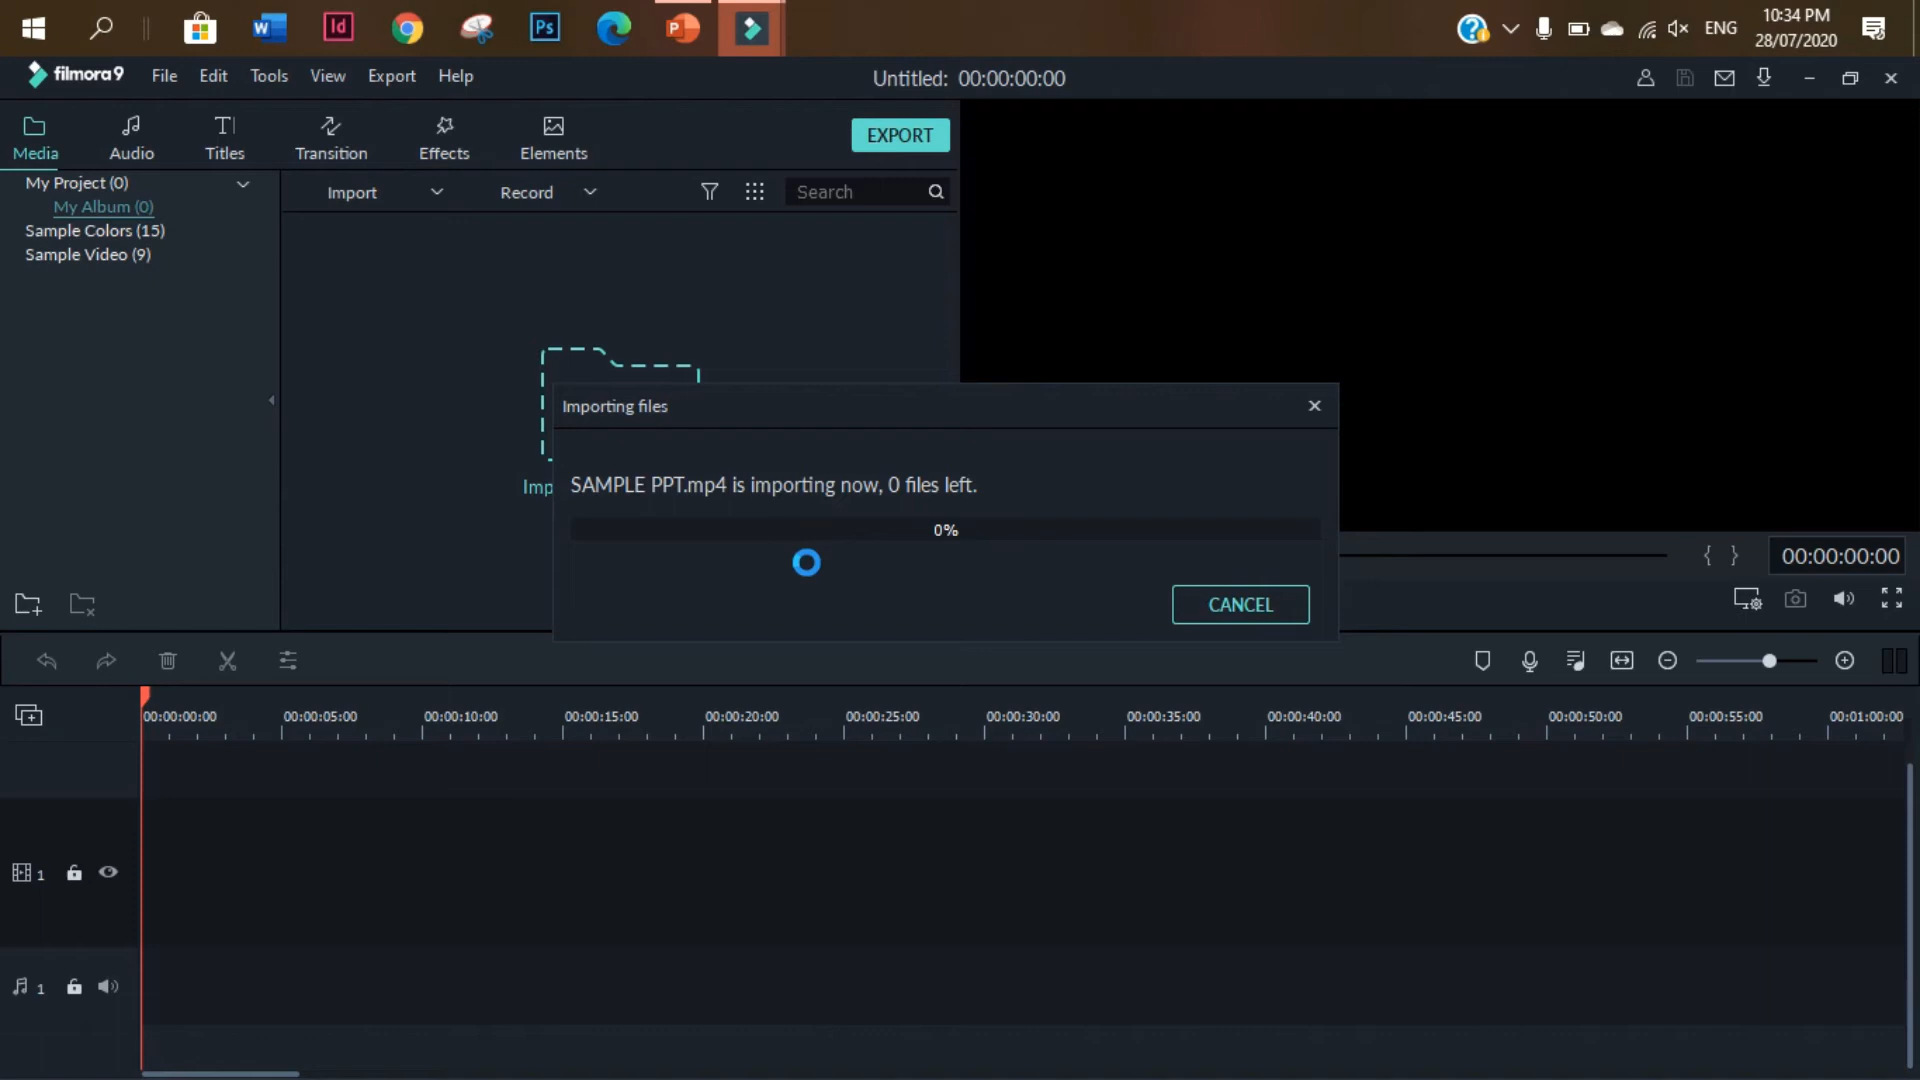 W
Id
Ps
P
ENG
10:34 PM
28/07/2020
filmora9
File
Edit
Tools
View
Export
Help
Untitled: 00:00:00:00
Media
Audio
Titles
Transition
Effects
Elements
EXPORT
My Project (0)
My Album (0)
Sample Colors (15)
Sample Video (9)
Import
Record
Search
Importing files
SAMPLE PPT.mp4 is importing now, 0 files left.
0%
CANCEL
Imp
{ }
00:00:00:00
00:00:00:00
00:00:05:00
00:00:10:00
00:00:15:00
00:00:20:00
00:00:25:00
00:00:30:00
00:00:35:00
00:00:40:00
00:00:45:00
00:00:50:00
00:00:55:00
00:01:00:00
1
1